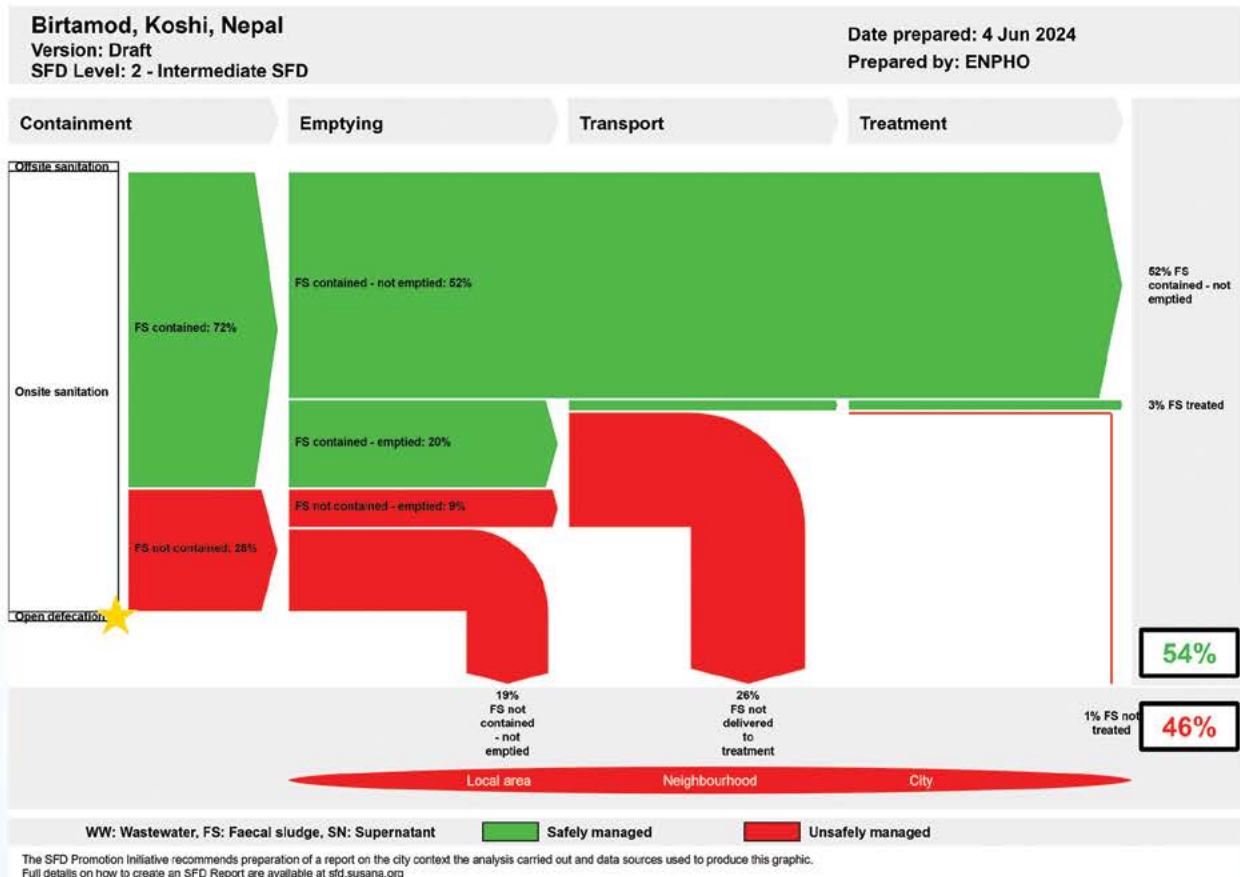 Birtamod, Koshi, Nepal
Version: Draft
SFD Level: 2 - Intermediate SFD
Date prepared: 4 Jun 2024
Prepared by: ENPHO
Containment
Emptying
Transport
Treatment
Offsite sanitation
FS contained - not emptied: 52%
52% FS
contained - not
emptied
FS contained: 72%
Onsite sanitation
3% FS treated
FS contained - emptied: 20%
FS not contained - emptied: 9%
FS not contained: 28%
Open defecation
54%
19%
FS not
contained
- not
emptied
26%
FS not
delivered
to
treatment
1% FS not
treated
46%
Local area
Neighbourhood
City
WW: Wastewater, FS: Faecal sludge, SN: Supernatant
Safely managed
Unsafely managed
The SFD Promotion Initiative recommends preparation of a report on the city context the analysis carried out and data sources used to produce this graphic.
Full details on how to create an SFD Report are available at sfd.susana.org